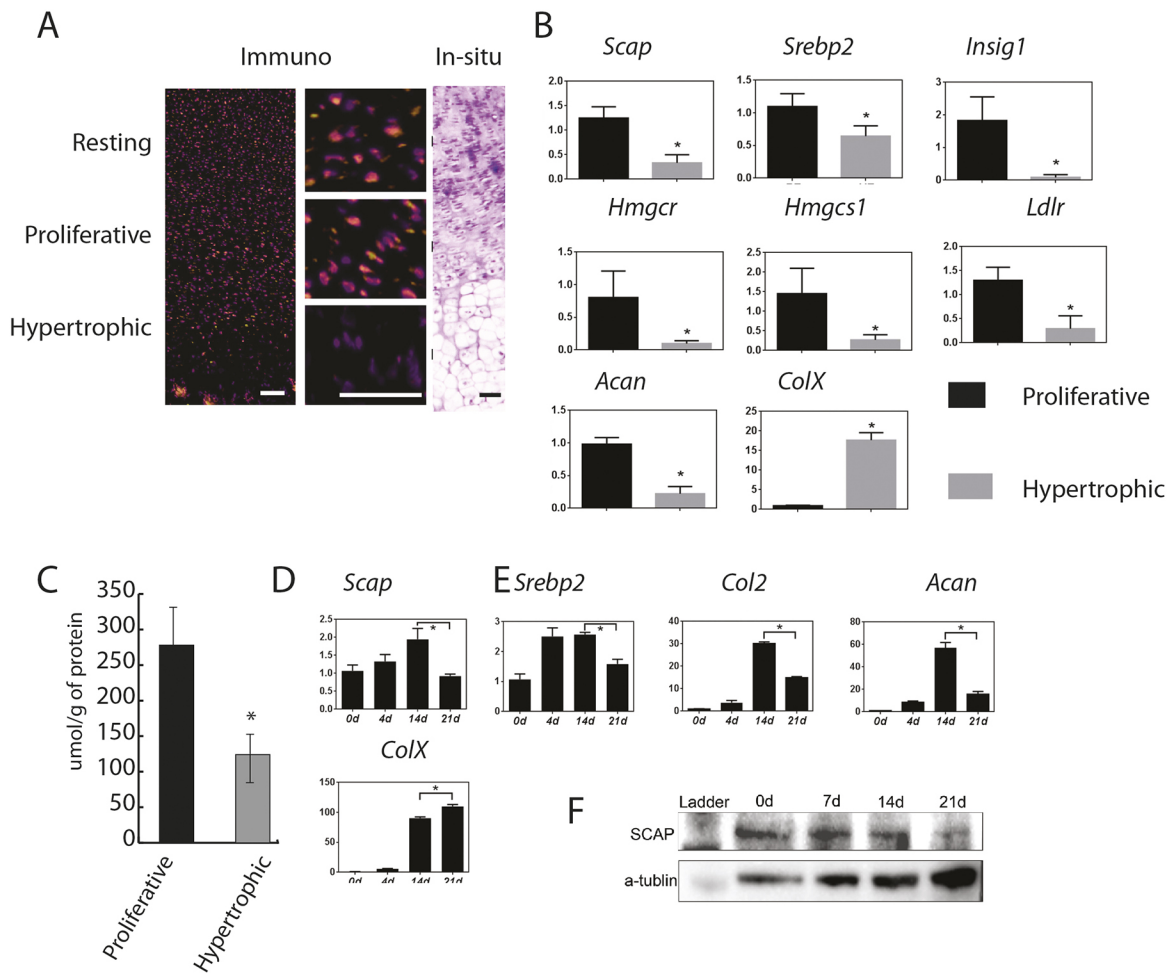 A
Immuno
In-situ
Resting
Proliferative
Hypertrophic
B
Scap
Srebp2
Insig1
2.0
1.5
1.0
0.5
0.0
1.5
1.0
0.5
0.0
3
2
1
0
*
*
*
Hmgcr
Hmgcs1
Ldlr
1.5
1.0
0.5
0.0
2.5
2.0
1.5
1.0
0.5
0.0
2.0
1.5
1.0
0.5
0.0
*
*
*
Acan
ColX
1.5
1.0
0.5
0.0
25
20
15
10
5
0
*
*
Proliferative
Hypertrophic
C
umol/g of protein
350
300
250
200
150
100
50
0
*
Proliferative
Hypertrophic
D
Scap
2.5
2.0
1.5
1.0
0.5
0.0
*
0d 4d 14d 21d
ColX
150
100
50
0
*
0d 4d 14d 21d
E
Srebp2
3
2
1
0
*
0d 4d 14d 21d
Col2
40
30
20
10
0
*
0d 4d 14d 21d
Acan
80
60
40
20
0
*
0d 4d 14d 21d
F
Ladder 0d 7d 14d 21d
SCAP
a-tublin